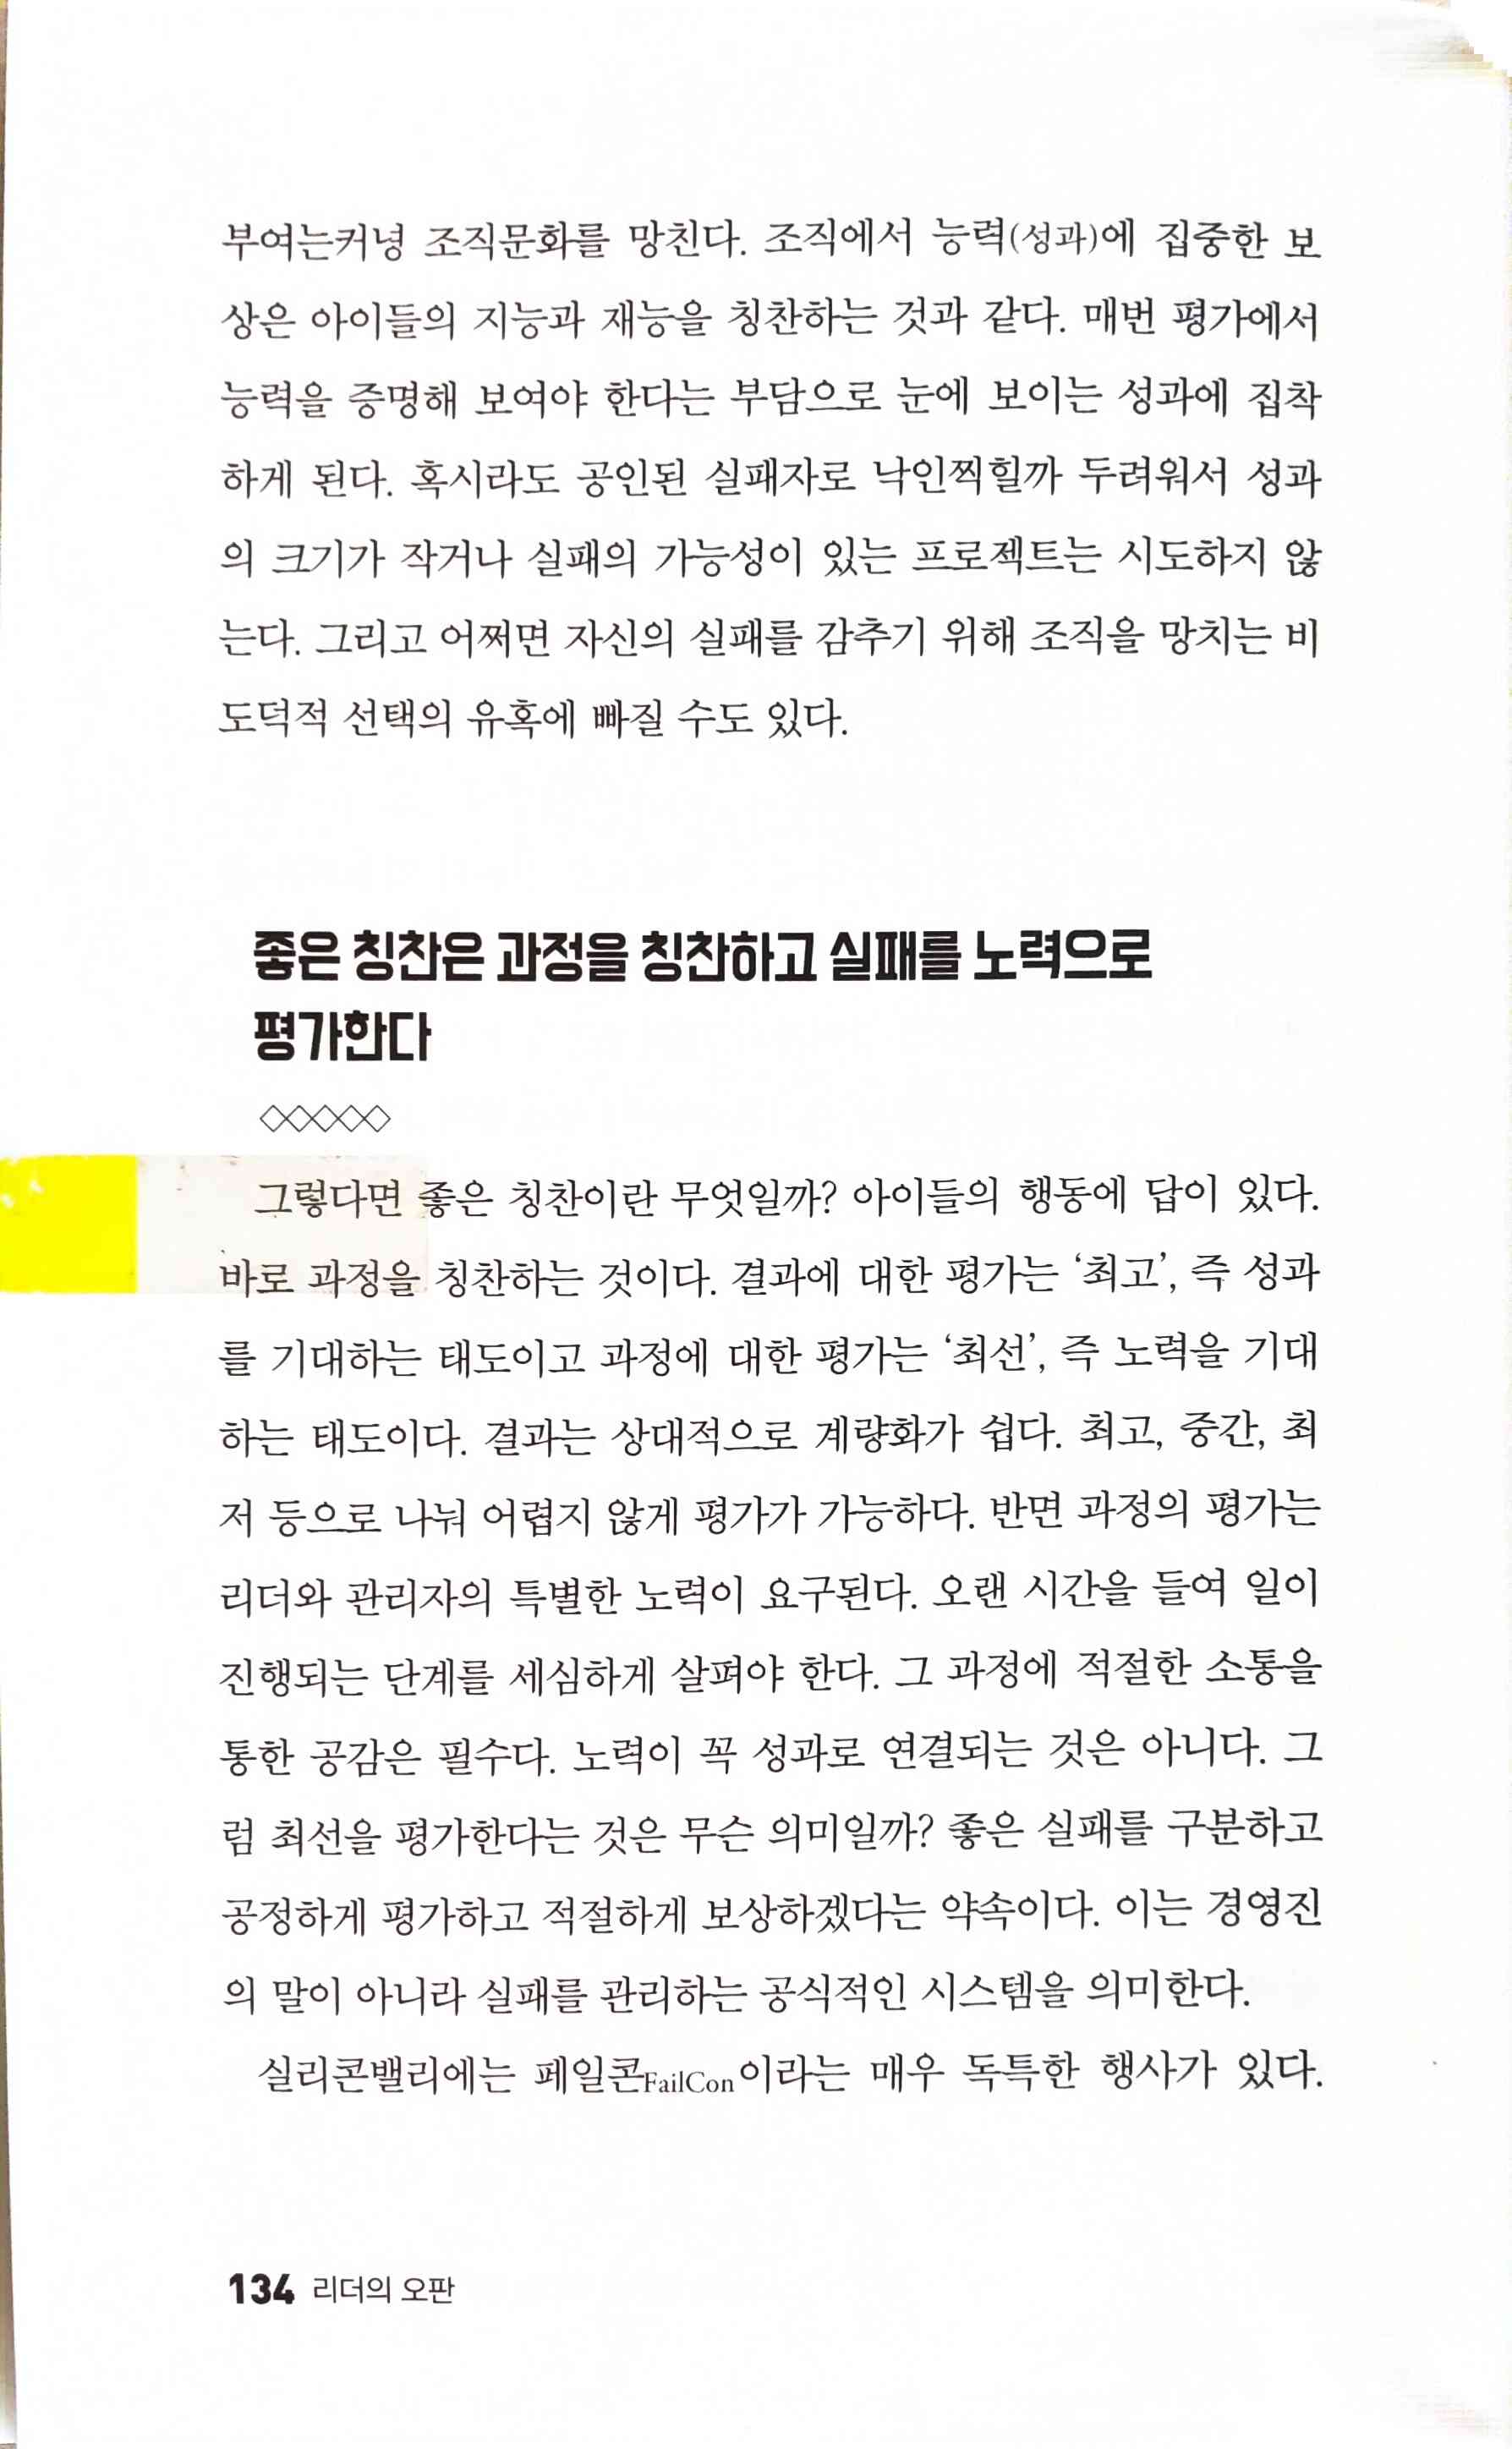 부여는커녕 조직문화를 망친다. 조직에서 능력(성과)에 집중한 보
상은 아이들의 지능과 재능을 칭찬하는 것과 같다. 매번 평가에서
능력을 증명해 보여야 한다는 부담으로 눈에 보이는 성과에 집착
하게 된다. 혹시라도 공인된 실패자로 낙인찍힐까 두려워서 성과
의 크기가 작거나 실패의 가능성이 있는 프로젝트는 시도하지 않
는다. 그리고 어쩌면 자신의 실패를 감추기 위해 조직을 망치는 비
도덕적 선택의 유혹에 빠질 수도 있다.
좋은 칭찬은 과정을 칭찬하고 실패를 노력으로
평가한다
그렇다면 좋은 칭찬이란 무엇일까? 아이들의 행동에 답이 있다.
바로 과정을 칭찬하는 것이다. 결과에 대한 평가는 ‘최고’, 즉 성과
를 기대하는 태도이고 과정에 대한 평가는 ‘최선’, 즉 노력을 기대
하는 태도이다. 결과는 상대적으로 계량화가 쉽다. 최고, 중간, 최
저 등으로 나눠 어렵지 않게 평가가 가능하다. 반면 과정의 평가는
리더와 관리자의 특별한 노력이 요구된다. 오랜 시간을 들여 일이
진행되는 단계를 세심하게 살펴야 한다. 그 과정에 적절한 소통을
통한 공감은 필수다. 노력이 꼭 성과로 연결되는 것은 아니다. 그
럼 최선을 평가한다는 것은 무슨 의미일까? 좋은 실패를 구분하고
공정하게 평가하고 적절하게 보상하겠다는 약속이다. 이는 경영진
의 말이 아니라 실패를 관리하는 공식적인 시스템을 의미한다.
실리콘밸리에는 페일콘FailCon이라는 매우 독특한 행사가 있다.
134 리더의 오판